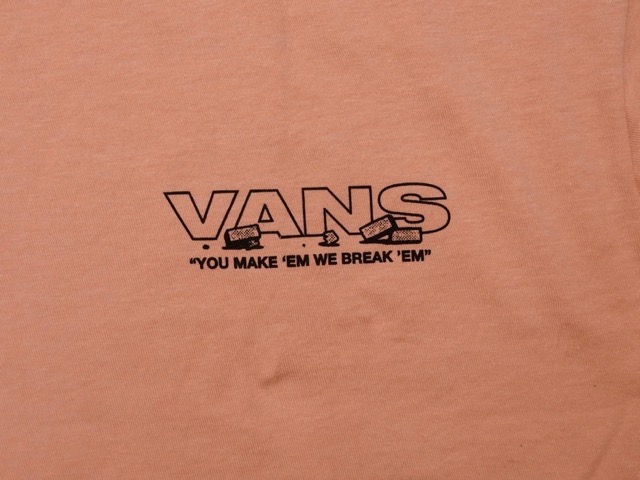 VANS
“YOU MAKE ‘EM WE BREAK ’EM”